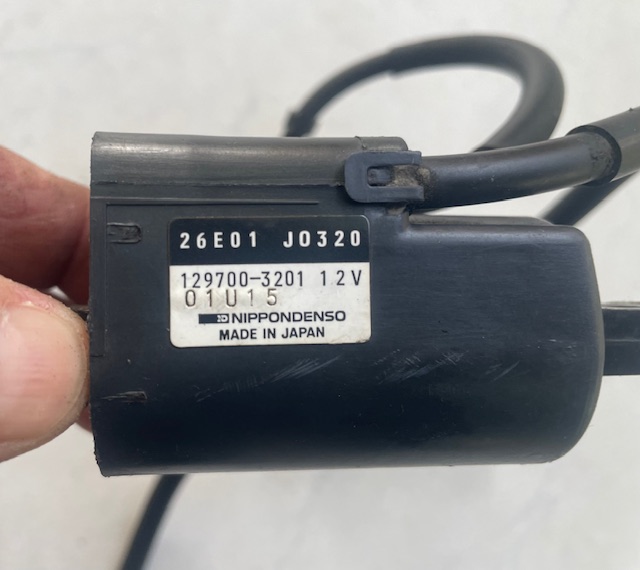 26E01 J0320
129700-3201 12V
01U15
NIPPONDENSO
MADE IN JAPAN